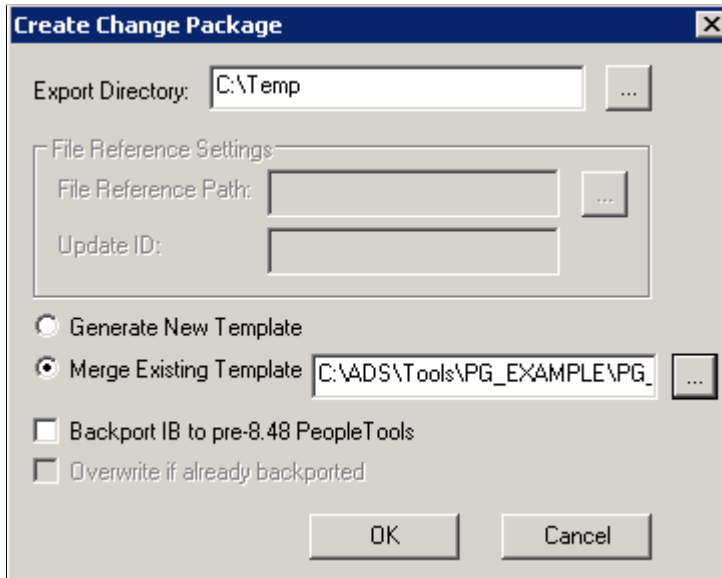 Create Change Package
Export Directory: C:\Temp ...
File Reference Settings
File Reference Path: ...
Update ID:
Generate New Template
Merge Existing Template C:\ADS\Tools\PG_EXAMPLE\PG_ ...
Backport IB to pre-8.48 PeopleTools
Overwrite if already backported
OK Cancel